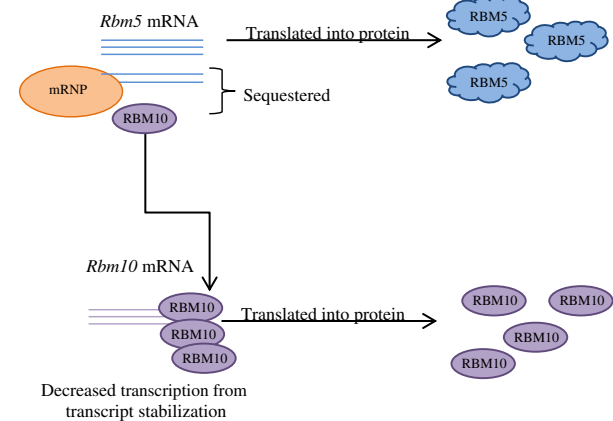 Rbm5 mRNA
Translated into protein
RBM5
RBM5
RBM5
mRNP
Sequestered
RBM10
Rbm10 mRNA
RBM10
RBM10
RBM10
Translated into protein
RBM10
RBM10
RBM10
RBM10
Decreased transcription from
transcript stabilization